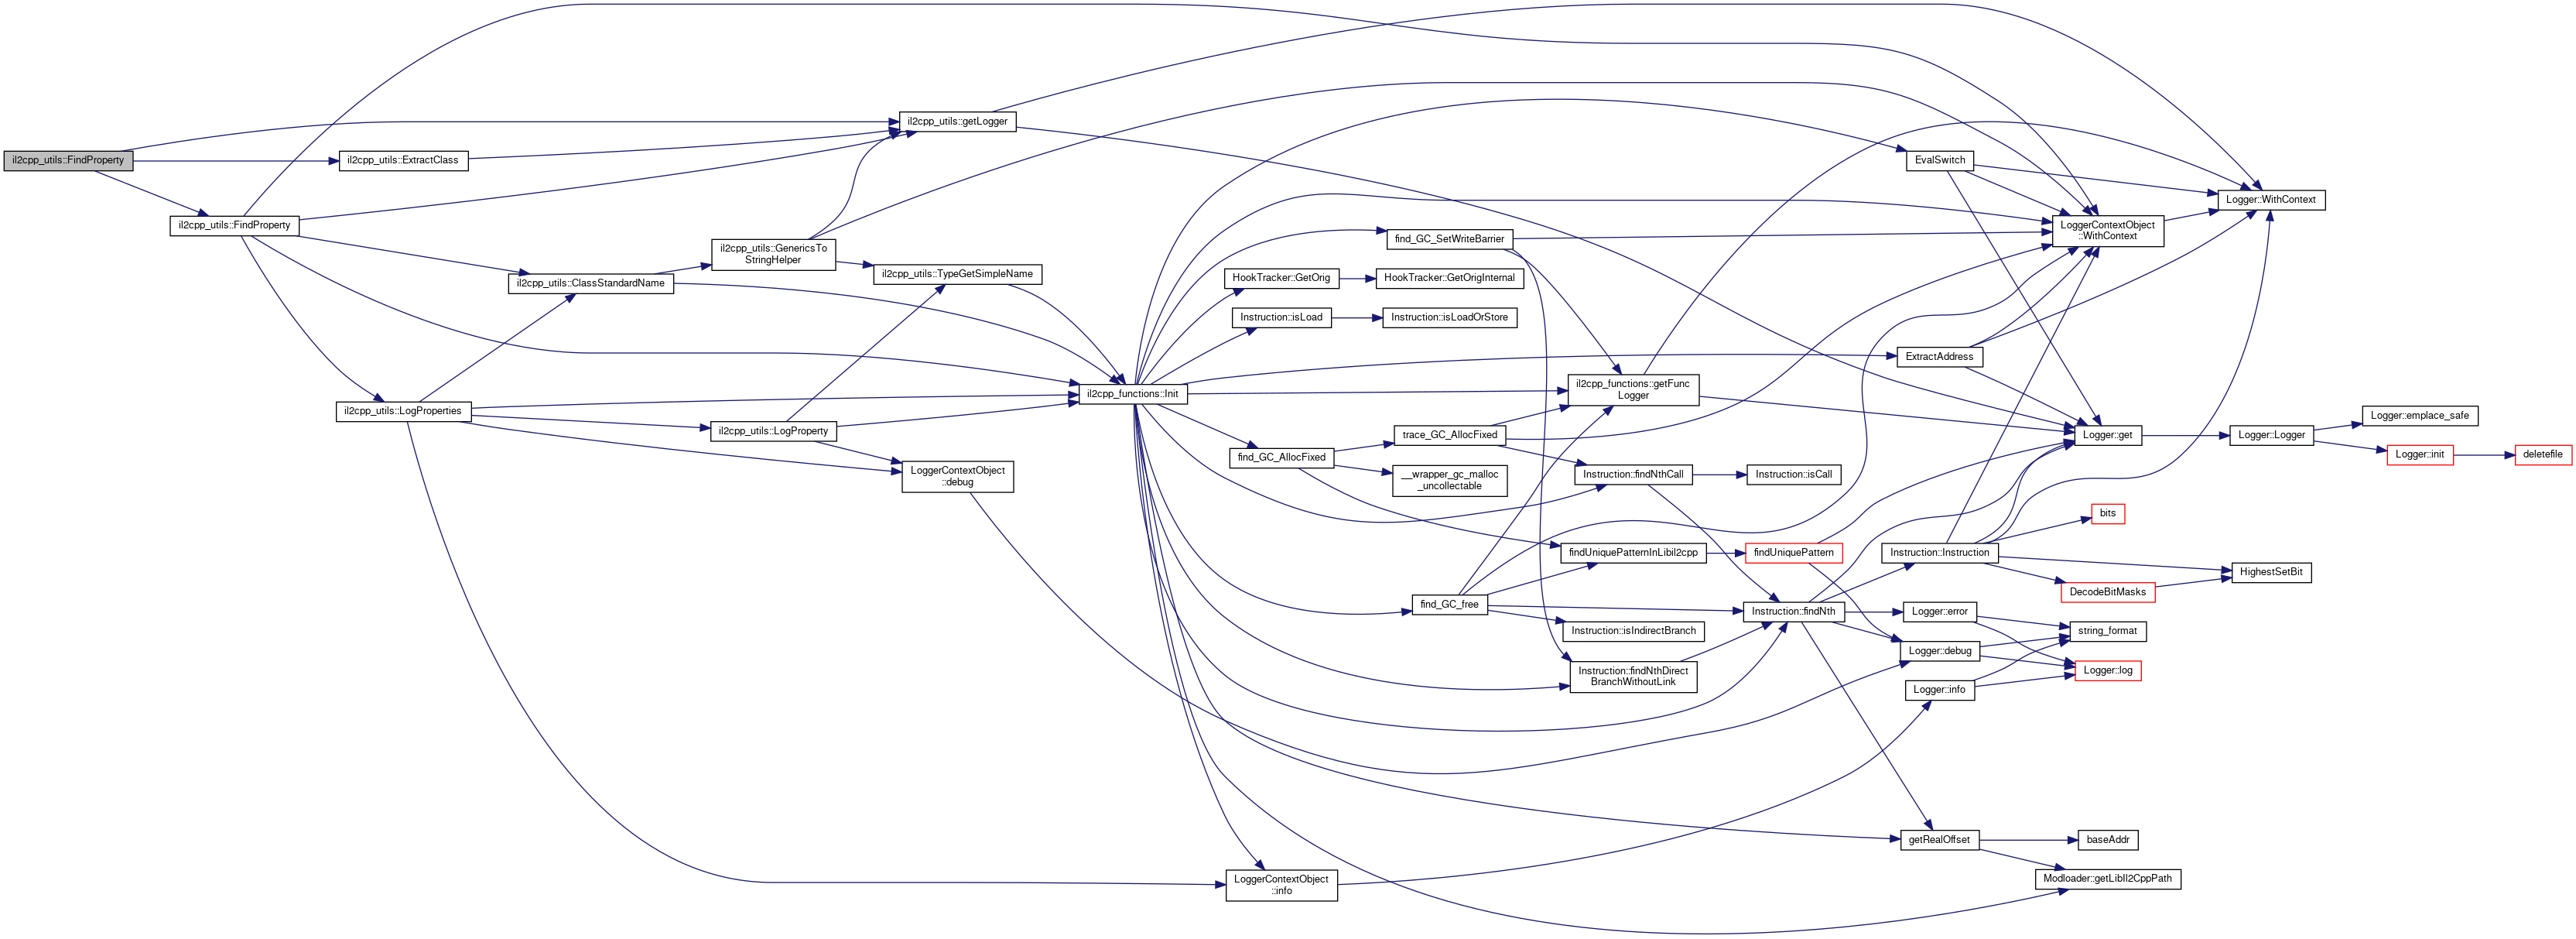 il2cpp_utils::FindProperty
il2cpp_utils::ExtractClass
il2cpp_utils::getLogger
il2cpp_utils::FindProperty
il2cpp_utils::GenericsTo
StringHelper
il2cpp_utils::ClassStandardName
il2cpp_utils::TypeGetSimpleName
il2cpp_utils::LogProperties
il2cpp_utils::LogProperty
LoggerContextObject
::debug
il2cpp_functions::Init
find_GC_SetWriteBarrier
HookTracker::GetOrig
HookTracker::GetOrigInternal
Instruction::isLoad
Instruction::isLoadOrStore
il2cpp_functions::getFunc
Logger
trace_GC_AllocFixed
find_GC_AllocFixed
__wrapper_gc_malloc
_uncollectable
Instruction::findNthCall
Instruction::isCall
findUniquePatternInLibil2cpp
findUniquePattern
find_GC_free
Instruction::isIndirectBranch
Instruction::findNthDirect
BranchWithoutLink
Instruction::findNth
LoggerContextObject
::info
EvalSwitch
Logger::WithContext
LoggerContextObject
::WithContext
ExtractAddress
Logger::get
Logger::Logger
Logger::emplace_safe
Logger::init
deletefile
bits
Instruction::Instruction
HighestSetBit
DecodeBitMasks
Logger::error
string_format
Logger::debug
Logger::log
Logger::info
getRealOffset
baseAddr
Modloader::getLibIl2CppPath